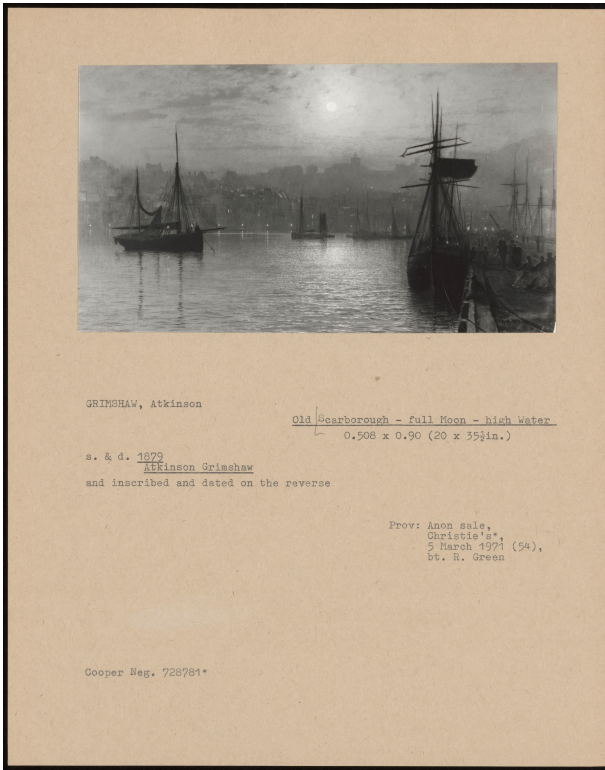 GRIMSHAW, Atkinson
Old Scarborough - full Moon - high Water
0.508 x 0.90 (20 x 35½in.)
s. & d. 1879
Atkinson Grimshaw
and inscribed and dated on the reverse
Prov: Anon sale,
Christie's*,
5 March 1971 (54),
bt. R. Green
Cooper Neg. 728781*